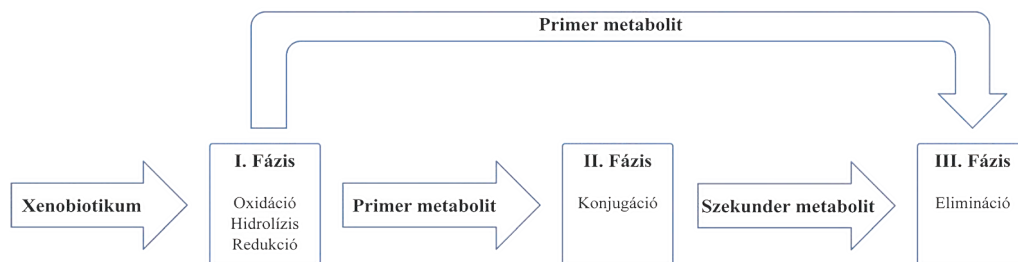 Primer metabolit
Xenobiotikum
I. Fázis
Oxidáció
Hidrolízis
Redukció
Primer metabolit
II. Fázis
Konjugáció
Szekunder metabolit
III. Fázis
Elimináció